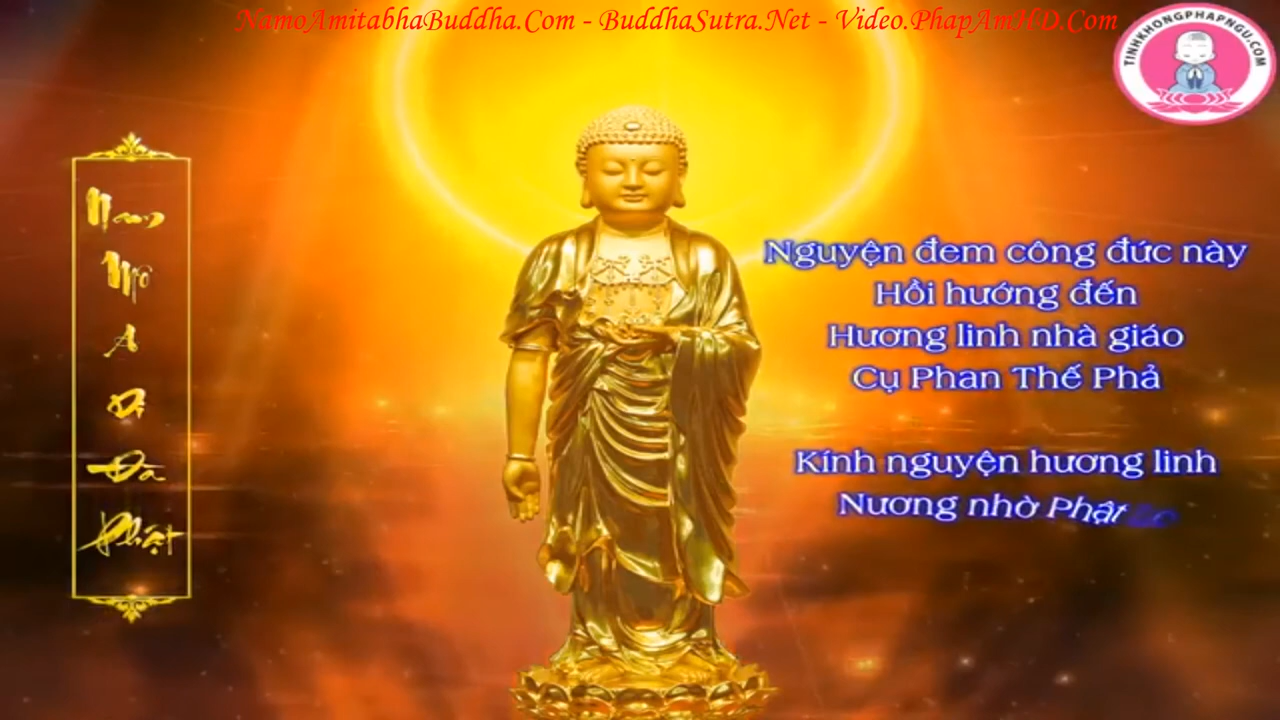 NamoAmitabhaBuddha.Com - BuddhaSutra.Net - Video.PhapAmHD.Com
TINHKHONGPHAPNGU.COM
Nam
Mô
A
Di
Đà
Phật
Nguyện đem công đức này
Hồi hướng đến
Hương linh nhà giáo
Cụ Phan Thế Phả
Kính nguyện hương linh
Nương nhờ Phật